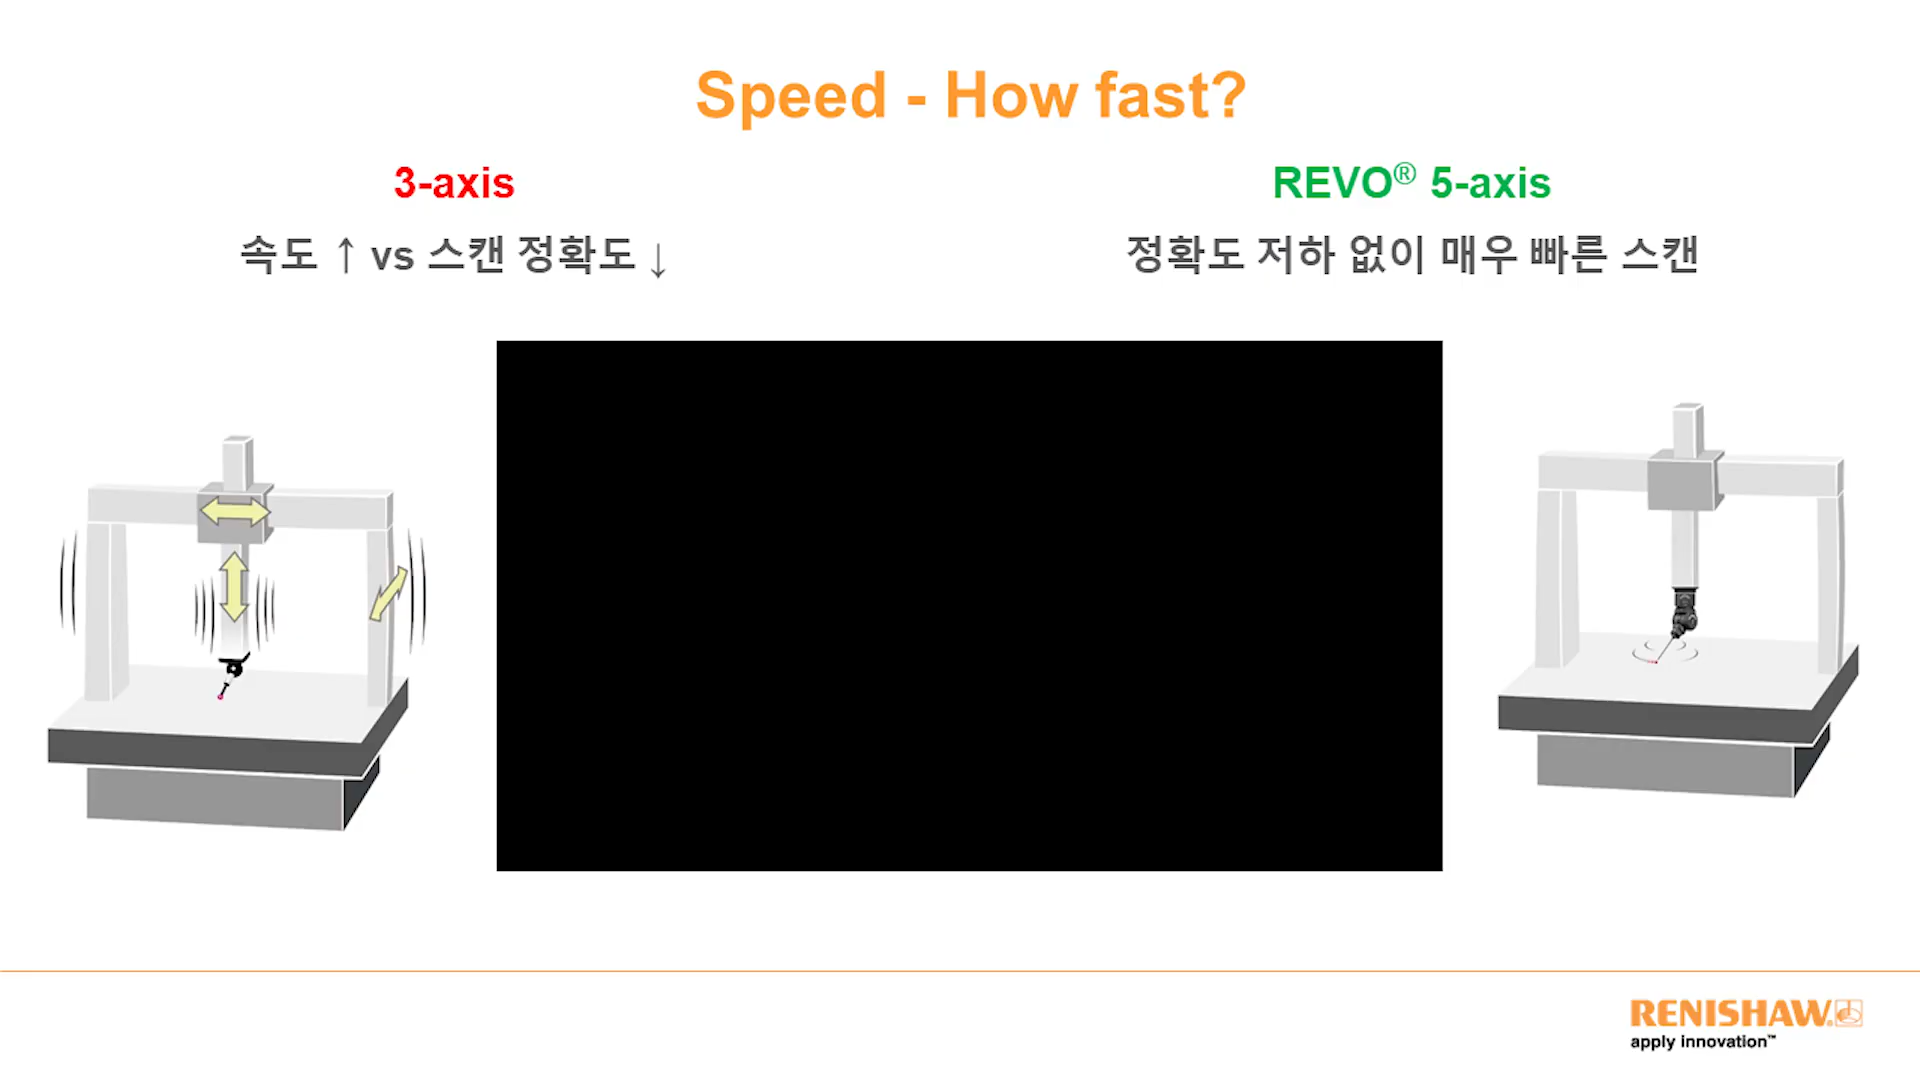 Speed - How fast?
3-axis
속도 ↑ vs 스캔 정확도 ↓
REVO® 5-axis
정확도 저하 없이 매우 빠른 스캔
RENISHAW.
apply innovation™